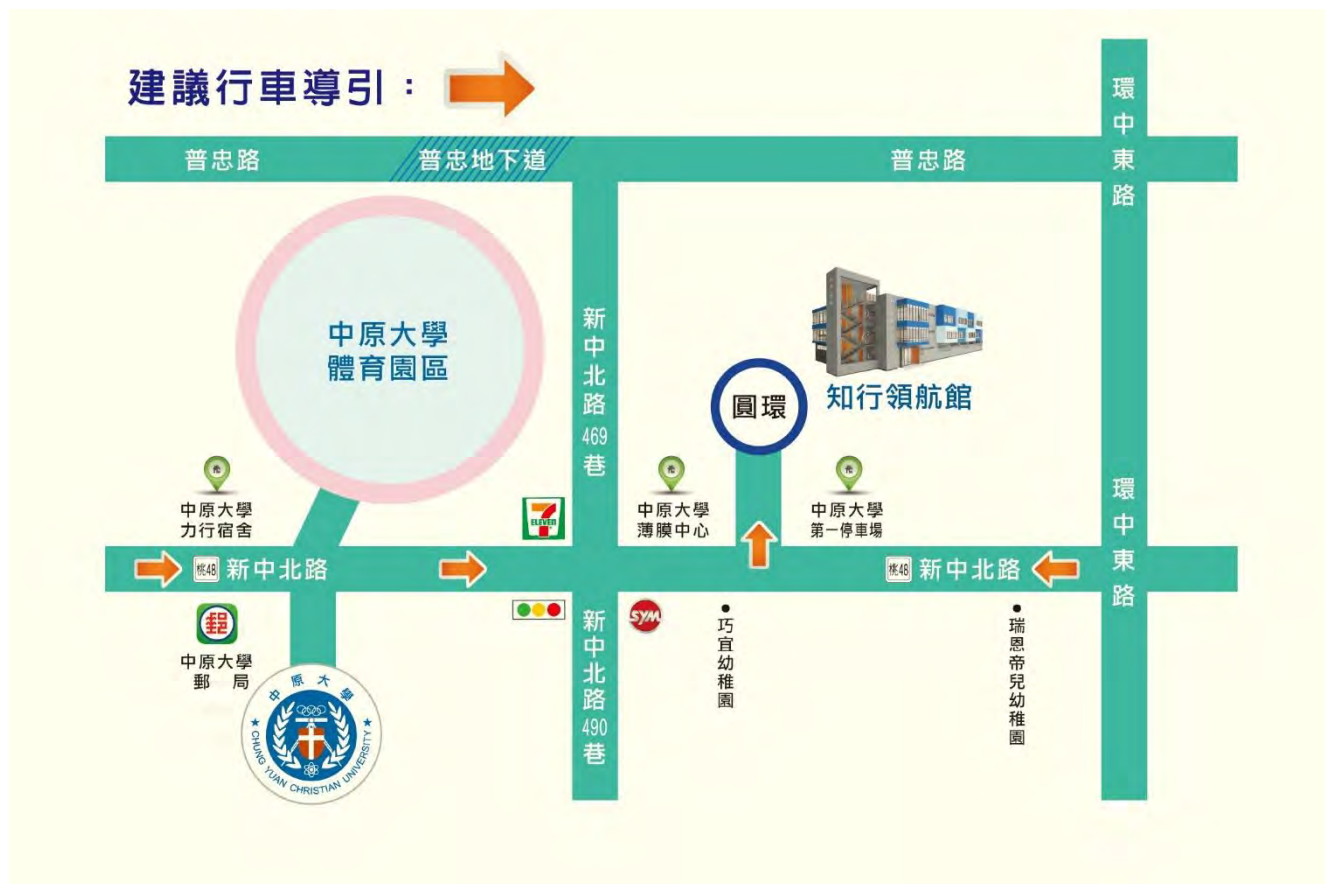 建議行車導引：
環中東路
普忠路
普忠地下道
普忠路
中原大學
體育園區
新中北路469巷
圓環
知行領航館
中原大學
力行宿舍
7
ELEVEN
中原大學
薄膜中心
中原大學
第一停車場
環中東路
桃48 新中北路
桃48 新中北路
郵
中原大學
郵局
SYM
新中北路490巷
巧宜幼稚園
瑞恩帝兒幼稚園
中原大學
CHUNG YUAN CHRISTIAN UNIVERSITY